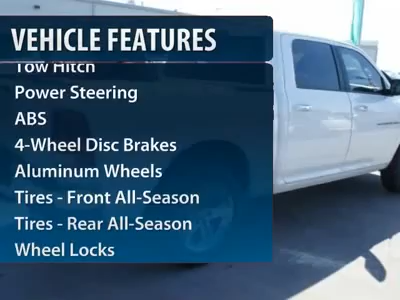 VEHICLE FEATURES
Tow Hitch
Power Steering
ABS
4-Wheel Disc Brakes
Aluminum Wheels
Tires - Front All-Season
Tires - Rear All-Season
Wheel Locks